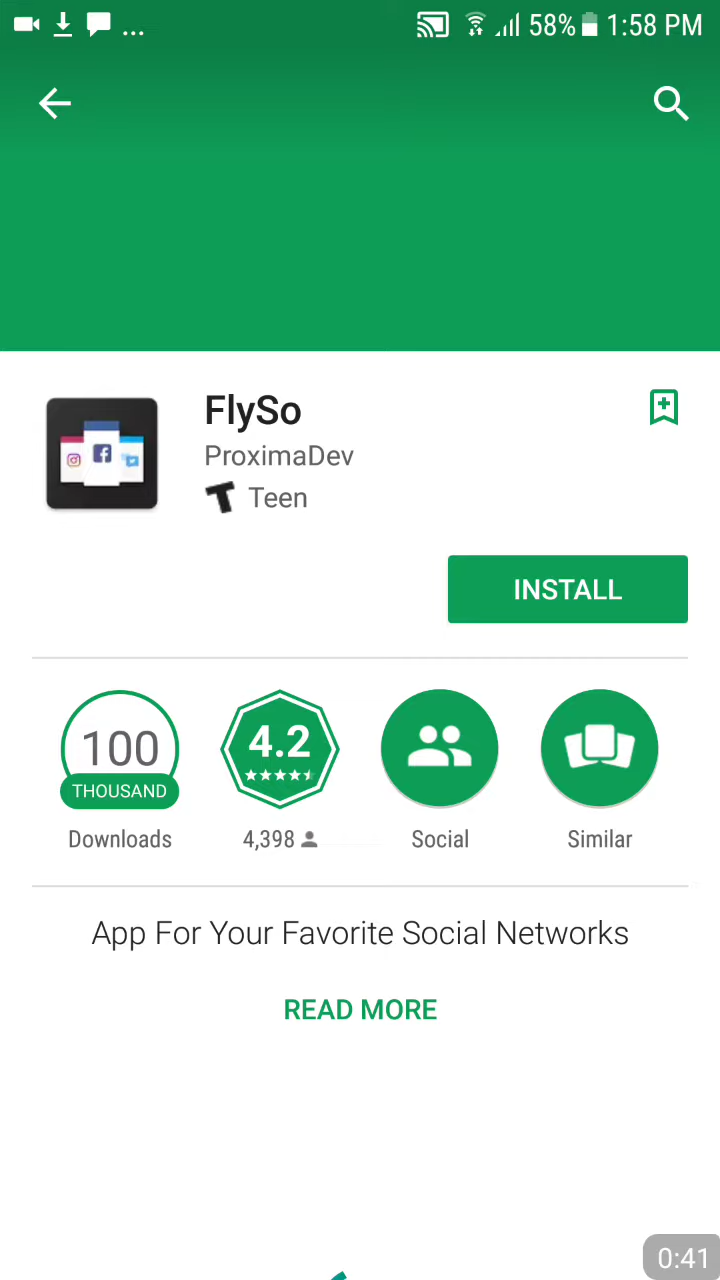 ... 58% 1:58 PM
FlySo
ProximaDev
T Teen
INSTALL
100
THOUSAND
Downloads
4.2
4,398
Social
Similar
App For Your Favorite Social Networks
READ MORE
0:41